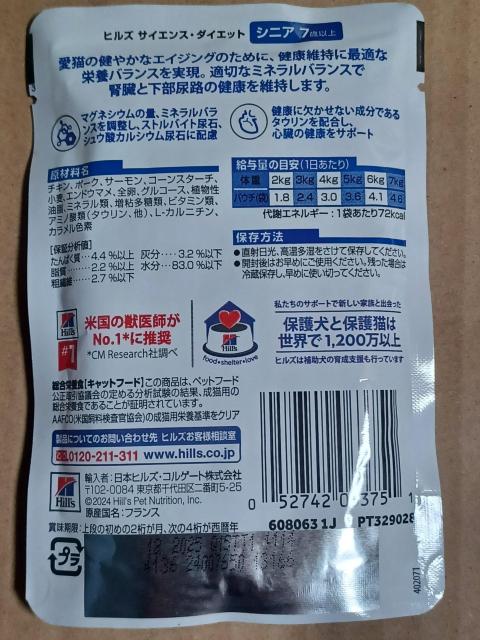 ヒルズ サイエンス・ダイエット シニア 7歳以上
愛猫の健やかなエイジングのために、健康維持に最適な
栄養バランスを実現。適切なミネラルバランスで
腎臓と下部尿路の健康を維持します。
マグネシウムの量、ミネラルバラ
ンスを調整し、ストルバイト尿石、
シュウ酸カルシウム尿石に配慮
健康に欠かせない成分である
タウリンを配合し、
心臓の健康をサポート
原材料名
チキン、ポーク、サーモン、コーンスターチ、
小麦、エンドウマメ、全卵、グルコース、植物性
油脂、ミネラル類、増粘多糖類、ビタミン類、
アミノ酸類(タウリン、他)、L-カルニチン、
カラメル色素
[保証分析値]
たんぱく質…4.4%以上 灰分…3.2%以下
脂質………2.2%以上 水分…83.0%以下
粗繊維……2.7%以下
給与量の目安(1日あたり)
体重 2kg 3kg 4kg 5kg 6kg 7kg
パウチ(袋) 1.8 2.4 3.0 3.6 4.1 4.6
代謝エネルギー:1袋あたり72kcal
保存方法
●直射日光、高温多湿をさけて保存してください。
●開封後はお早めにご使用ください。残った場合は
冷蔵保存し、早めに使い切ってください。
Hill's
#1
米国の獣医師が
No.1*に推奨
*CM Research社調べ
Hill's
food・shelter・love
私たちのサポートで新しい家族と出会った
保護犬と保護猫は
世界で1,200万以上
ヒルズは補助犬の育成支援も行っています
総合栄養食[キャットフード]この商品は、ペットフード
公正取引協議会の定める分析試験の結果、成猫用の
総合栄養食であることが証明されています。
AAFCO(米国飼料検査官協会)の成猫用栄養基準をクリア
製品についてのお問い合わせ先 ヒルズお客様相談室
0120-211-311 www.hills.co.jp
Hill's
輸入者:日本ヒルズ・コルゲート株式会社
〒102-0084 東京都千代田区二番町5-25
©2024 Hill's Pet Nutrition, Inc.
原産国名:フランス
賞味期限:上段の初めの2桁が月、次の4桁が西暦年
プラ
0 52742
608063 1J PT329028
402071